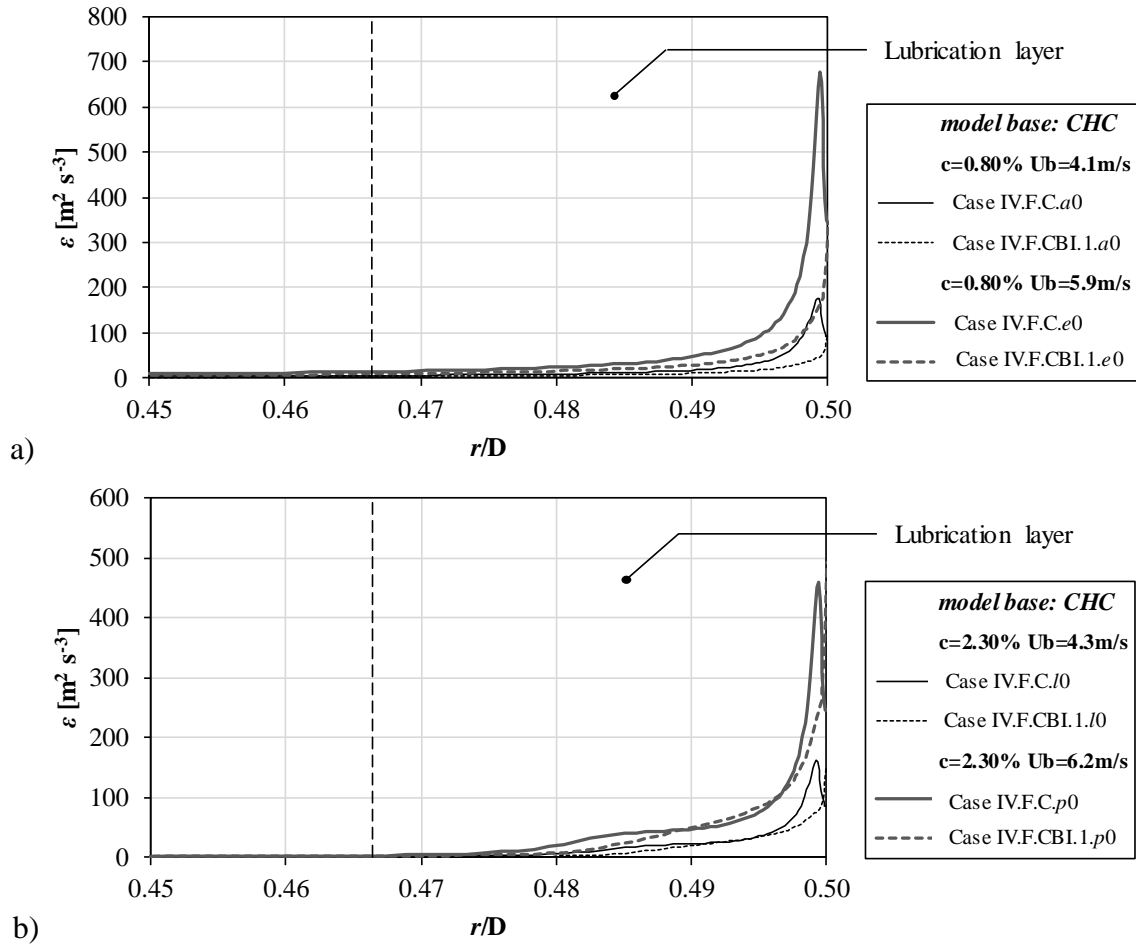 800
700
600
500
400
300
200
100
0
ε [m² s⁻³]
0.45 0.46 0.47 0.48 0.49 0.50
r/D
a)
Lubrication layer
model base: CHC
c=0.80% Ub=4.1m/s
Case IV.F.C.a0
Case IV.F.CBI.1.a0
c=0.80% Ub=5.9m/s
Case IV.F.C.e0
Case IV.F.CBI.1.e0
600
500
400
300
200
100
0
ε [m² s⁻³]
0.45 0.46 0.47 0.48 0.49 0.50
r/D
b)
Lubrication layer
model base: CHC
c=2.30% Ub=4.3m/s
Case IV.F.C.l0
Case IV.F.CBI.1.l0
c=2.30% Ub=6.2m/s
Case IV.F.C.p0
Case IV.F.CBI.1.p0